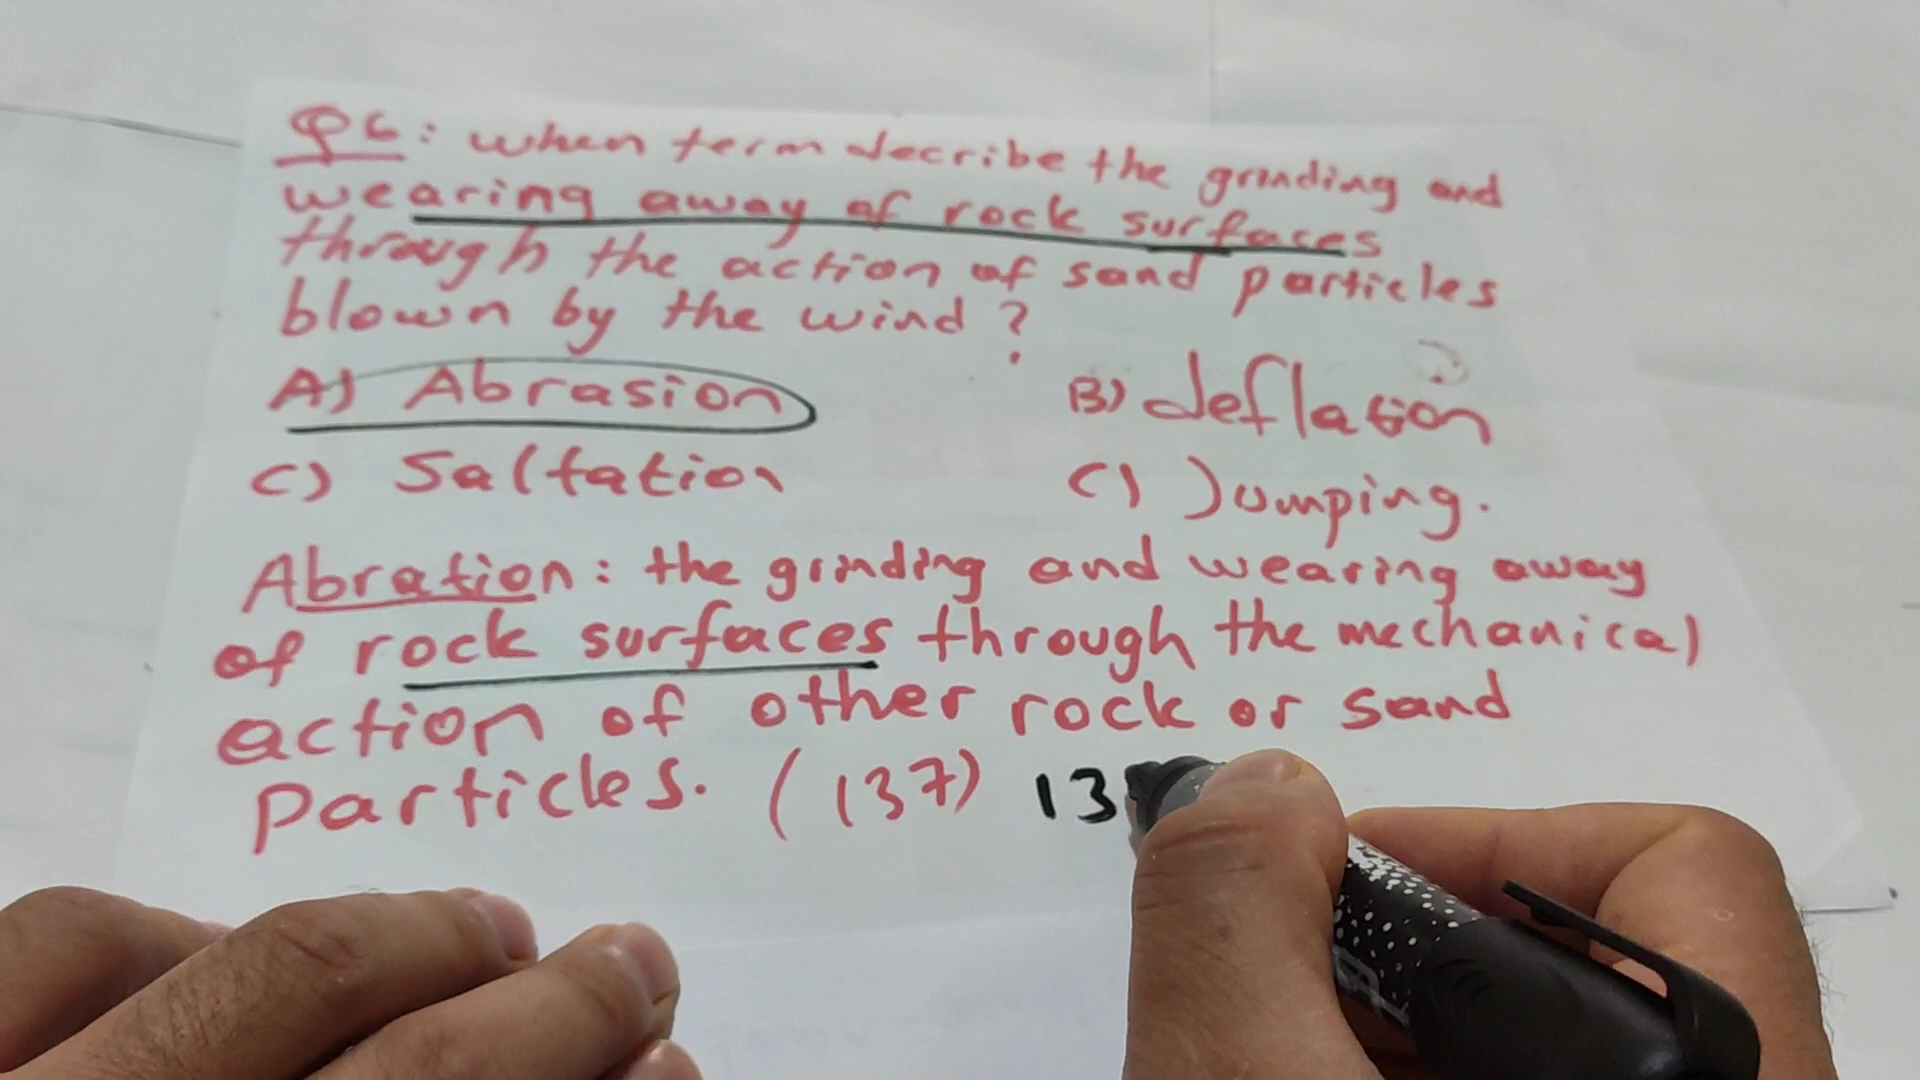 Q6: when term decribe the grinding and
wearing away of rock surfaces
through the action of sand particles
blown by the wind?
A) Abrasion B) deflation
C) Saltation C) Jumping.
Abration: the grinding and wearing away
of rock surfaces through the mechanical
action of other rock or sand
Particles. (137) 13